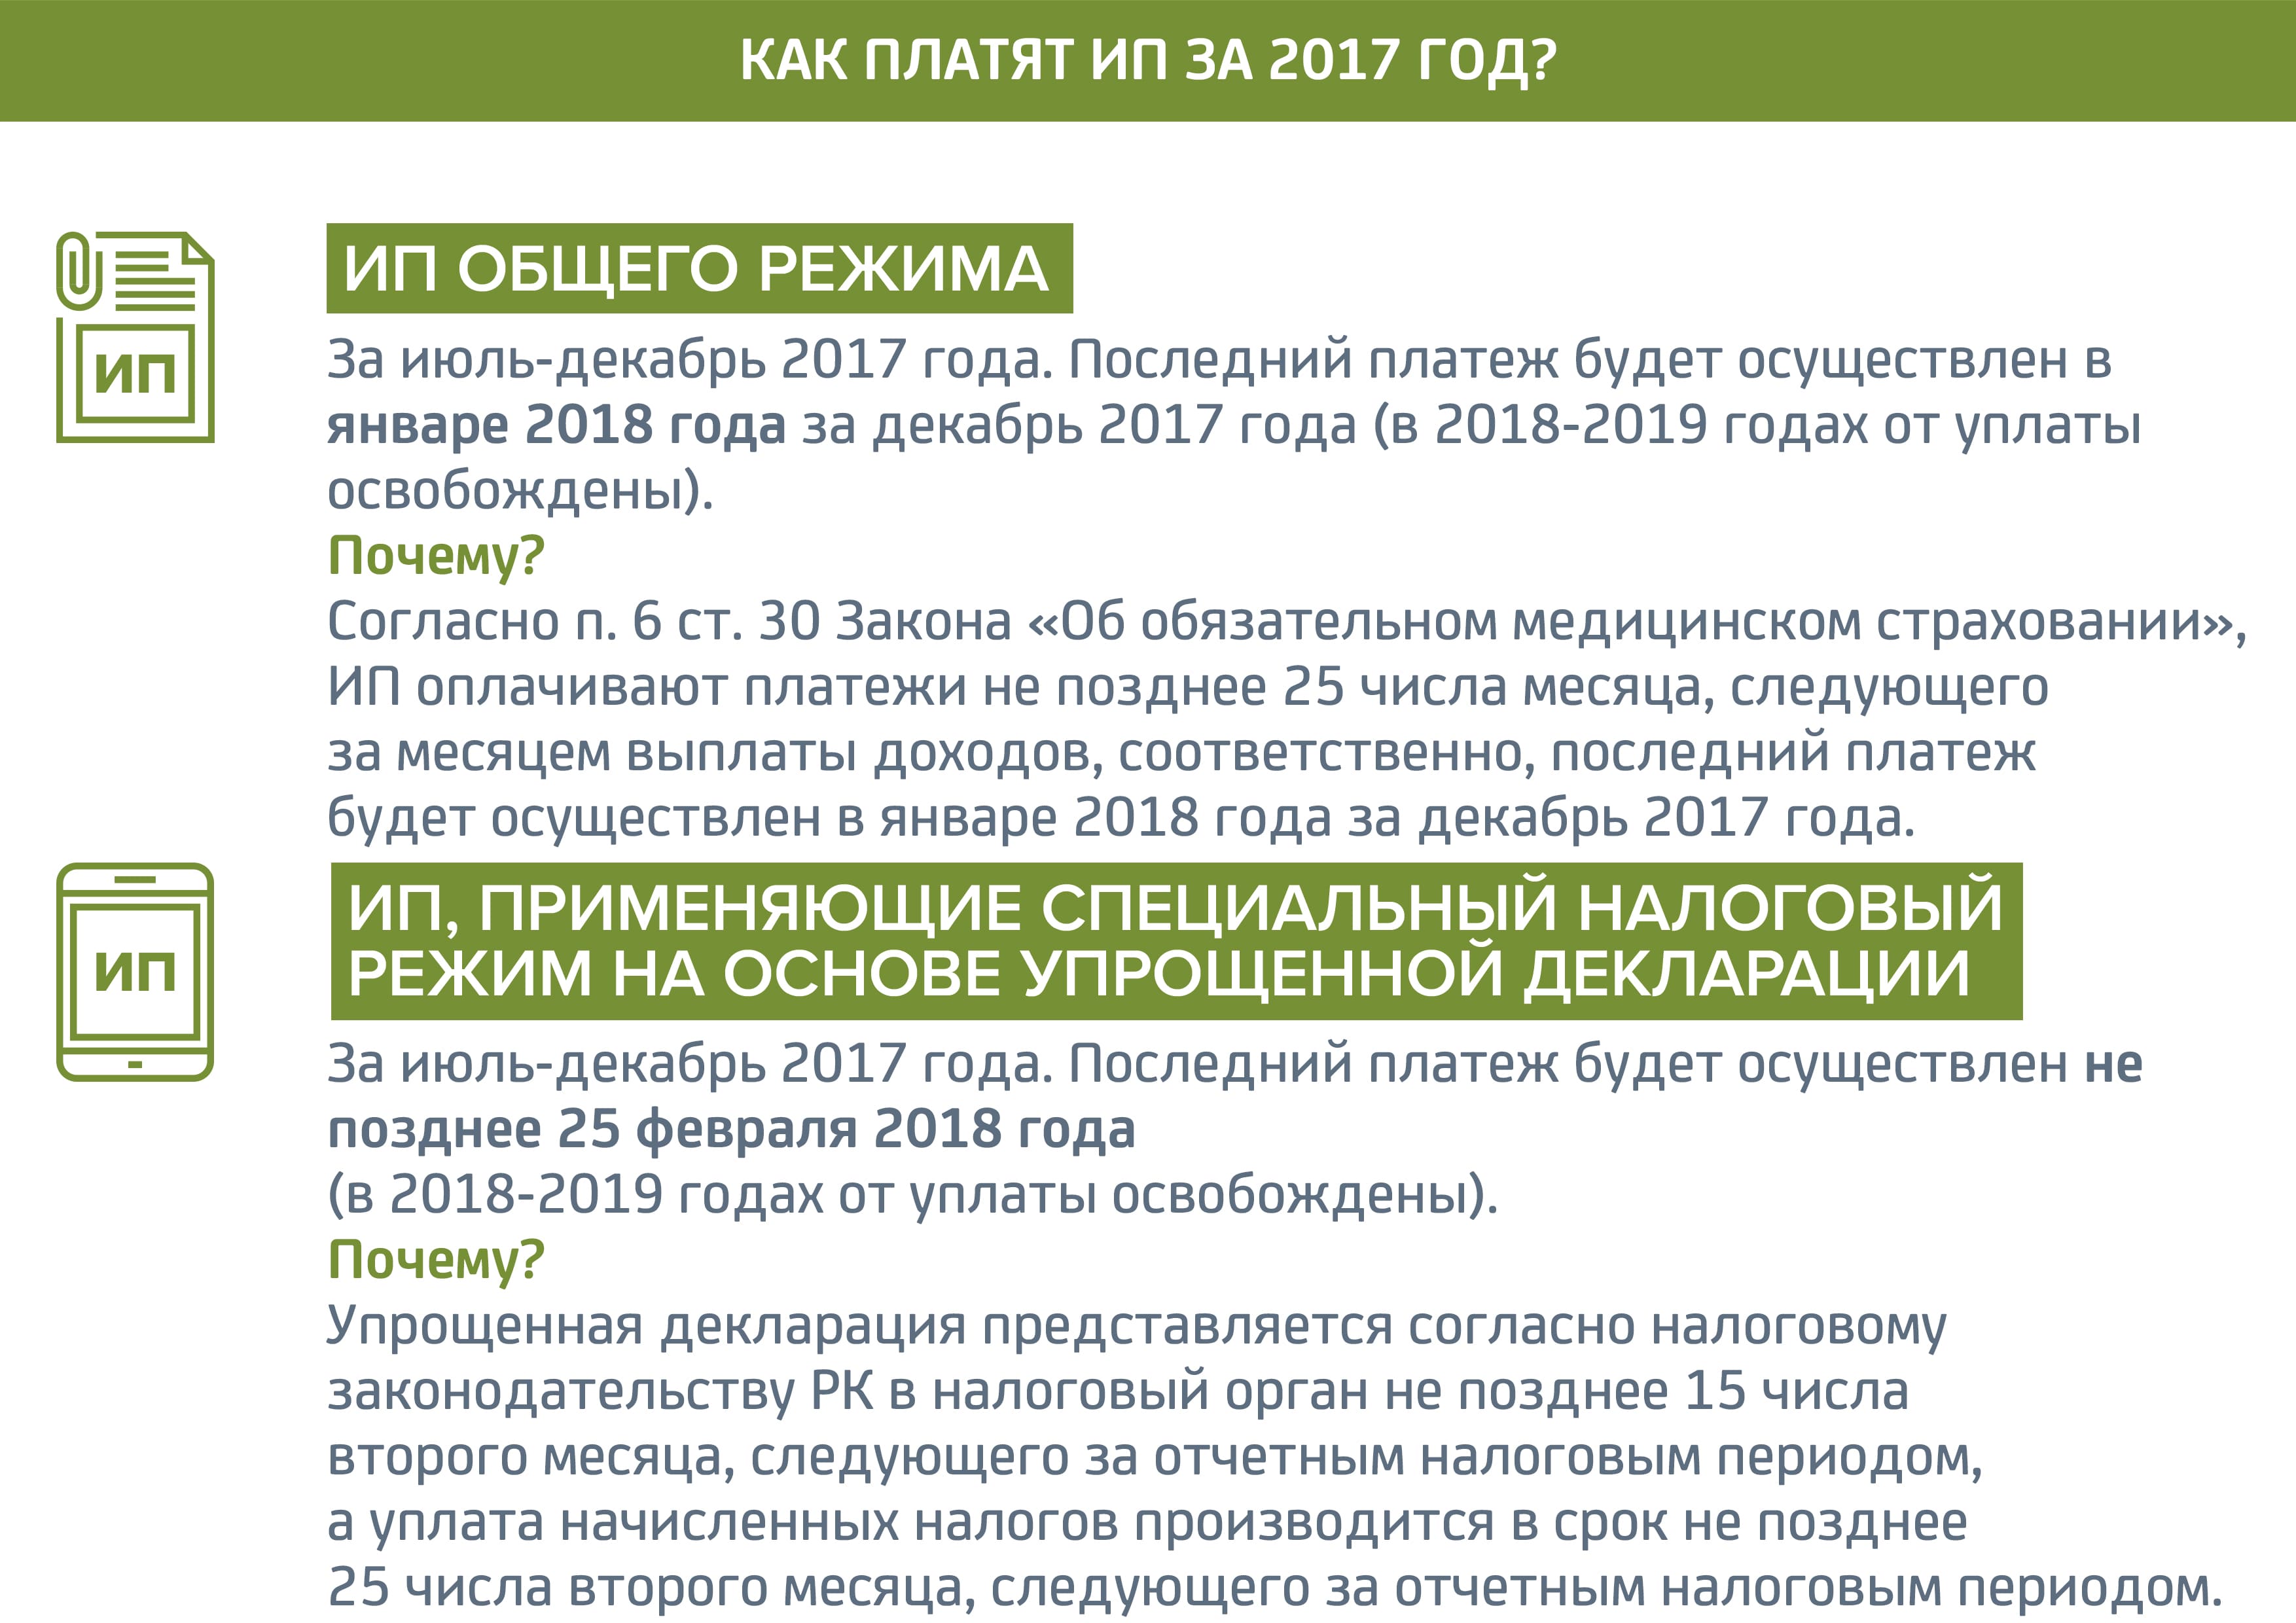 КАК ПЛАТЯТ ИП ЗА 2017 ГОД?
ИП ОБЩЕГО РЕЖИМА
ИП
За июль-декабрь 2017 года. Последний платеж будет осуществлен в
январе 2018 года за декабрь 2017 года (в 2018-2019 годах от уплаты
освобождены).
Почему?
Согласно п. 6 ст. 30 Закона «Об обязательном медицинском страховании»,
ИП оплачивают платежи не позднее 25 числа месяца, следующего
за месяцем выплаты доходов, соответственно, последний платеж
будет осуществлен в январе 2018 года за декабрь 2017 года.
ИП, ПРИМЕНЯЮЩИЕ СПЕЦИАЛЬНЫЙ НАЛОГОВЫЙ
РЕЖИМ НА ОСНОВЕ УПРОЩЕННОЙ ДЕКЛАРАЦИИ
ИП
За июль-декабрь 2017 года. Последний платеж будет осуществлен не
позднее 25 февраля 2018 года
(в 2018-2019 годах от уплаты освобождены).
Почему?
Упрощенная декларация представляется согласно налоговому
законодательству РК в налоговый орган не позднее 15 числа
второго месяца, следующего за отчетным налоговым периодом,
а уплата начисленных налогов производится в срок не позднее
25 числа второго месяца, следующего за отчетным налоговым периодом.